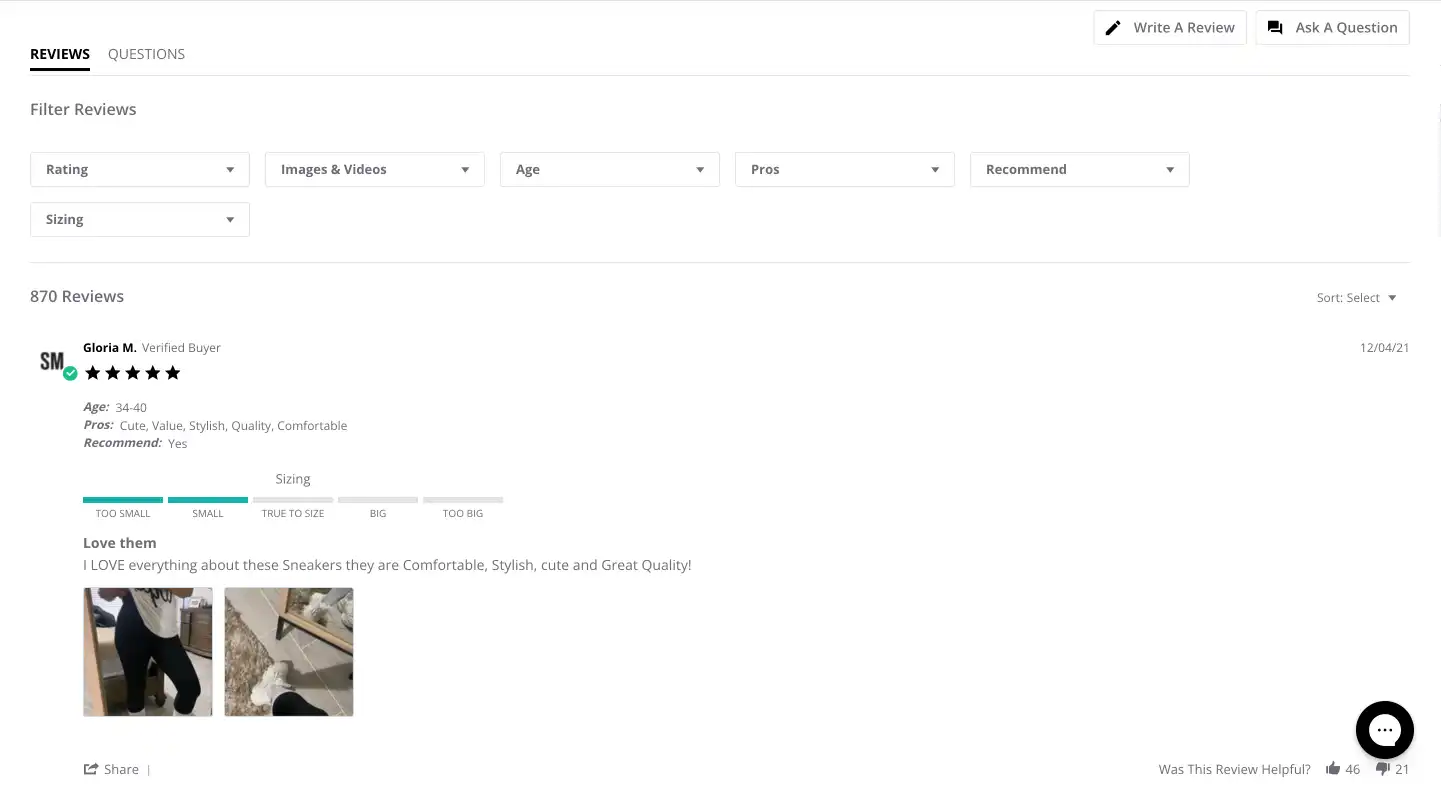 Write A Review
Ask A Question
REVIEWS
QUESTIONS
Filter Reviews
Rating
Images & Videos
Age
Pros
Recommend
Sizing
870 Reviews
Sort: Select
SM
Gloria M. Verified Buyer
12/04/21
Age: 34-40
Pros: Cute, Value, Stylish, Quality, Comfortable
Recommend: Yes
Sizing
TOO SMALL
SMALL
TRUE TO SIZE
BIG
TOO BIG
Love them
I LOVE everything about these Sneakers they are Comfortable, Stylish, cute and Great Quality!
Share |
Was This Review Helpful? 46 21